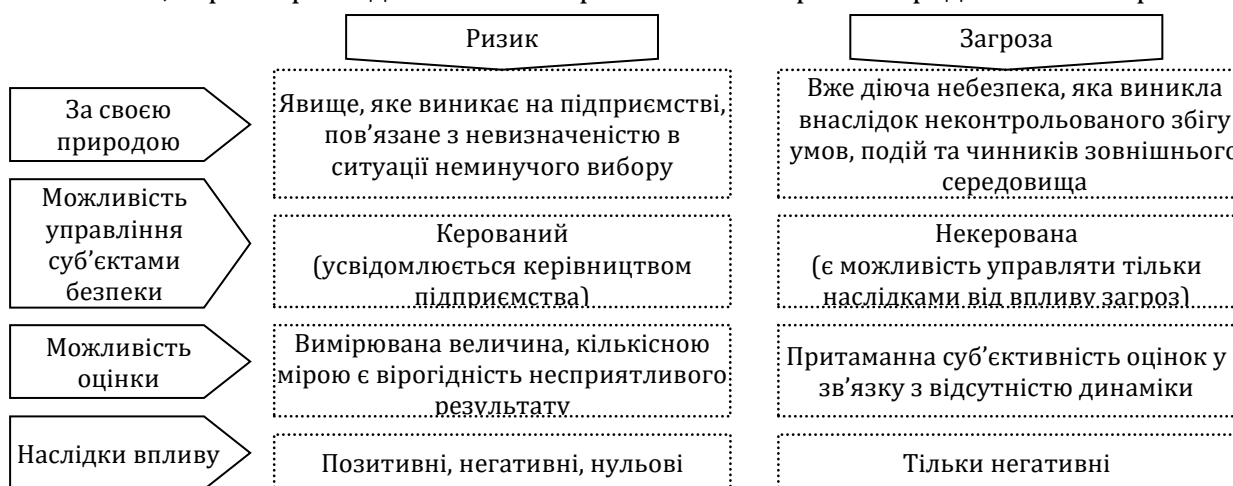 Ризик
Загроза
За своєю
природою
Явище, яке виникає на підприємстві,
пов’язане з невизначеністю в
ситуації неминучого вибору
Вже діюча небезпека, яка виникла
внаслідок неконтрольованого збігу
умов, подій та чинників зовнішнього
середовища
Можливість
управління
суб’єктами
безпеки
Керований
(усвідомлюється керівництвом
підприємства)
Некерована
(є можливість управляти тільки
наслідками від впливу загроз)
Можливість
оцінки
Вимірювана величина, кількісною
мірою є вірогідність несприятливого
результату
Притаманна суб’єктивність оцінок у
зв’язку з відсутністю динаміки
Наслідки впливу
Позитивні, негативні, нульові
Тільки негативні